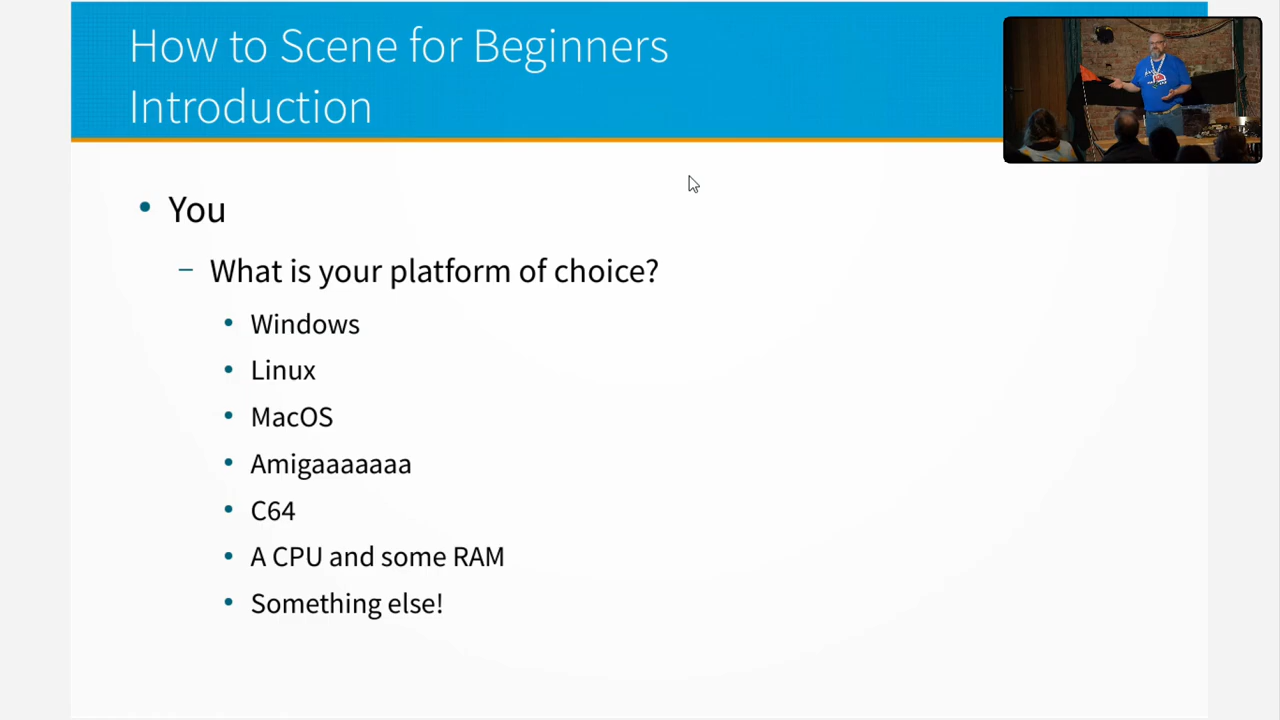 How to Scene for Beginners
Introduction
You
What is your platform of choice?
Windows
Linux
MacOS
Amigaaaaaaa
C64
A CPU and some RAM
Something else!